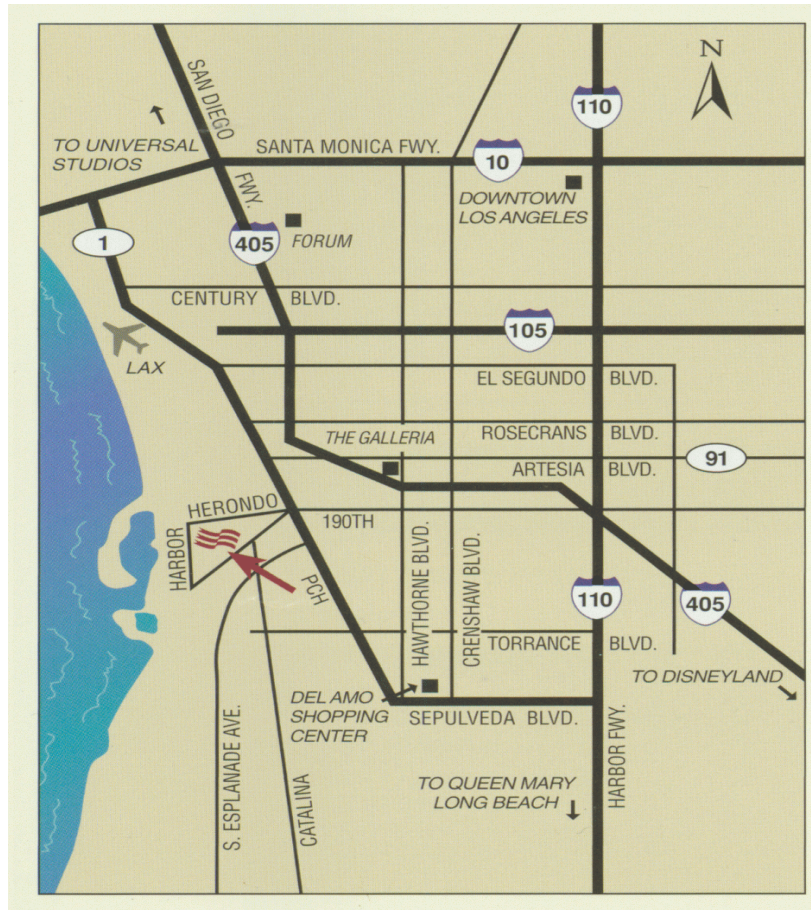 N
SAN DIEGO
FWY.
110
TO UNIVERSAL
STUDIOS
SANTA MONICA FWY.
10
DOWNTOWN
LOS ANGELES
1
405
FORUM
CENTURY BLVD.
105
LAX
EL SEGUNDO BLVD.
THE GALLERIA
ROSECRANS BLVD.
ARTESIA BLVD.
91
HERONDO
190TH
HARBOR
PCH
HAWTHORNE BLVD.
CRENSHAW BLVD.
110
405
TORRANCE BLVD.
TO DISNEYLAND
DEL AMO
SHOPPING
CENTER
SEPULVEDA BLVD.
HARBOR FWY.
S. ESPLANADE AVE.
CATALINA
TO QUEEN MARY
LONG BEACH